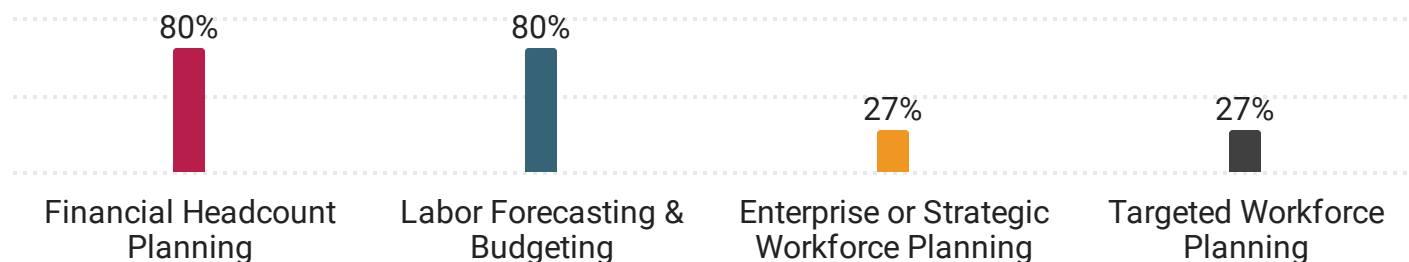 80%
80%
27%
27%
Financial Headcount
Planning
Labor Forecasting &
Budgeting
Enterprise or Strategic
Workforce Planning
Targeted Workforce
Planning